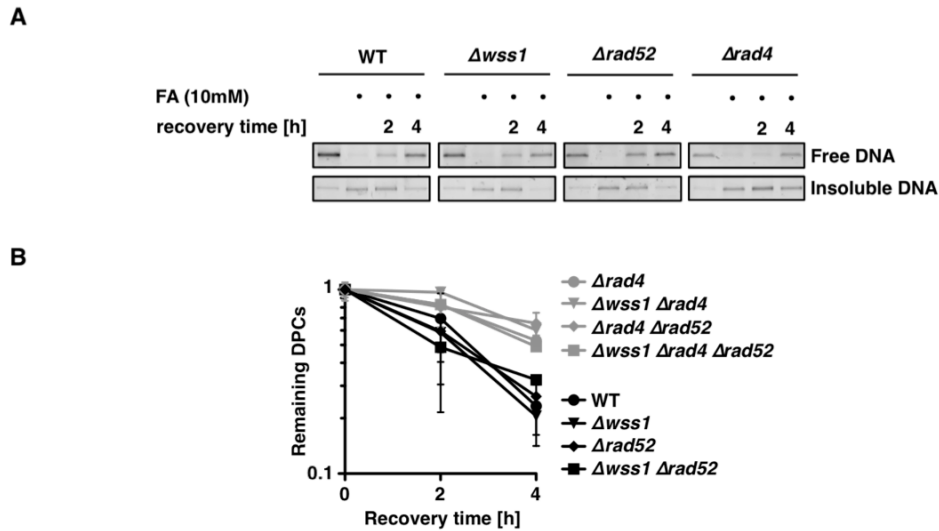 A
WT Δwss1 Δrad52 Δrad4
FA (10mM) • • • • • • • • • • • •
recovery time [h] 2 4 2 4 2 4 2 4
Free DNA
Insoluble DNA
B
1
0.1
Remaining DPCs
0 2 4
Recovery time [h]
Δrad4
Δwss1 Δrad4
Δrad4 Δrad52
Δwss1 Δrad4 Δrad52
WT
Δwss1
Δrad52
Δwss1 Δrad52